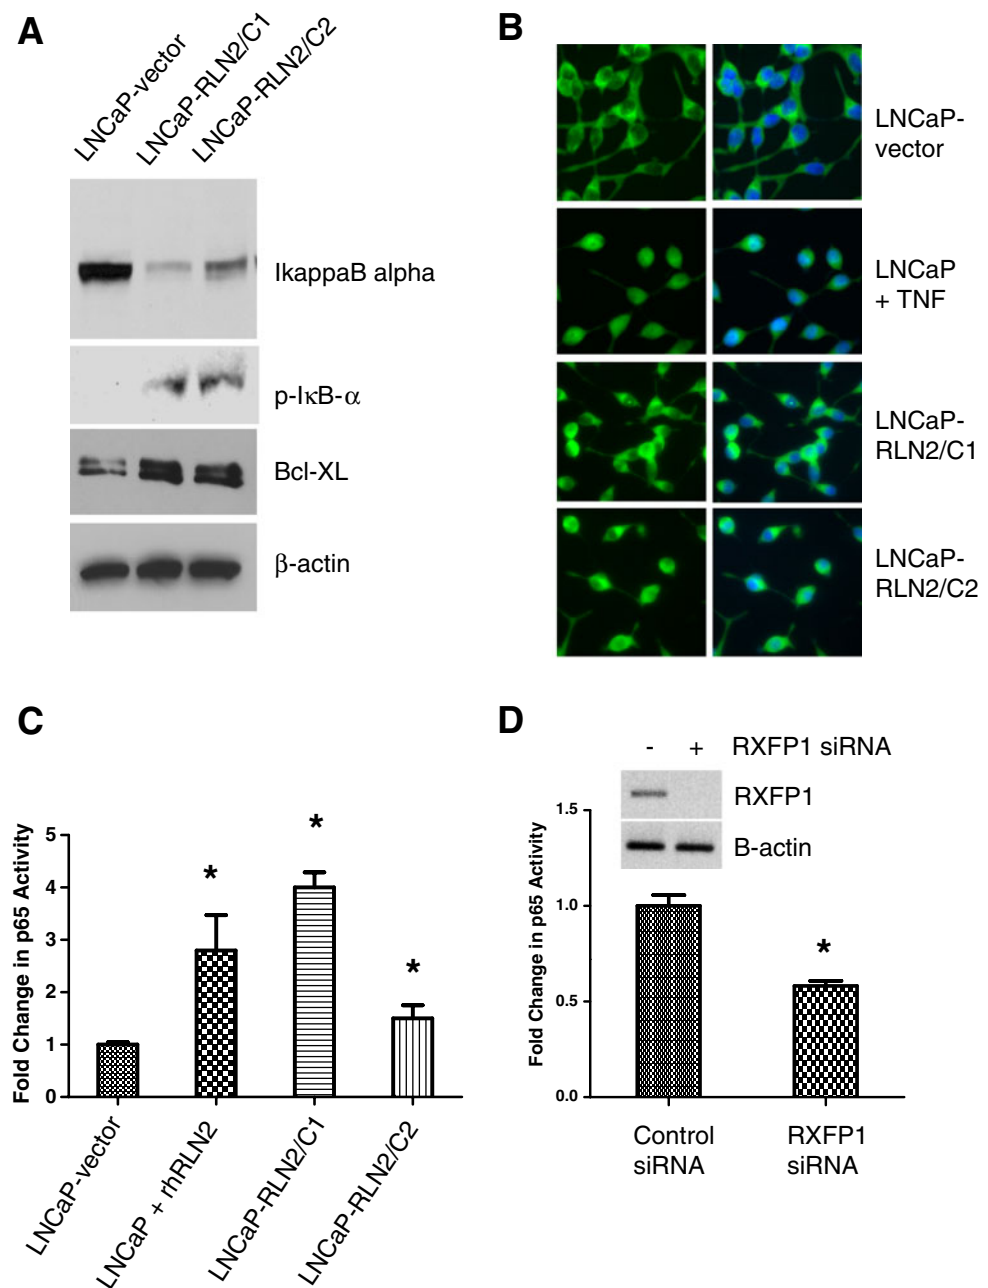 A
LNCaP-vector
LNCaP-RLN2/C1
LNCaP-RLN2/C2
IkappaB alpha
p-IκB-α
Bcl-XL
β-actin
B
LNCaP-
vector
LNCaP
+ TNF
LNCaP-
RLN2/C1
LNCaP-
RLN2/C2
C
Fold Change in p65 Activity
5
4
3
2
1
0
*
*
*
LNCaP-vector
LNCaP + rhRLN2
LNCaP-RLN2/C1
LNCaP-RLN2/C2
D
- + RXFP1 siRNA
RXFP1
B-actin
Fold Change in p65 Activity
1.5
1.0
0.5
0.0
*
Control
siRNA
RXFP1
siRNA